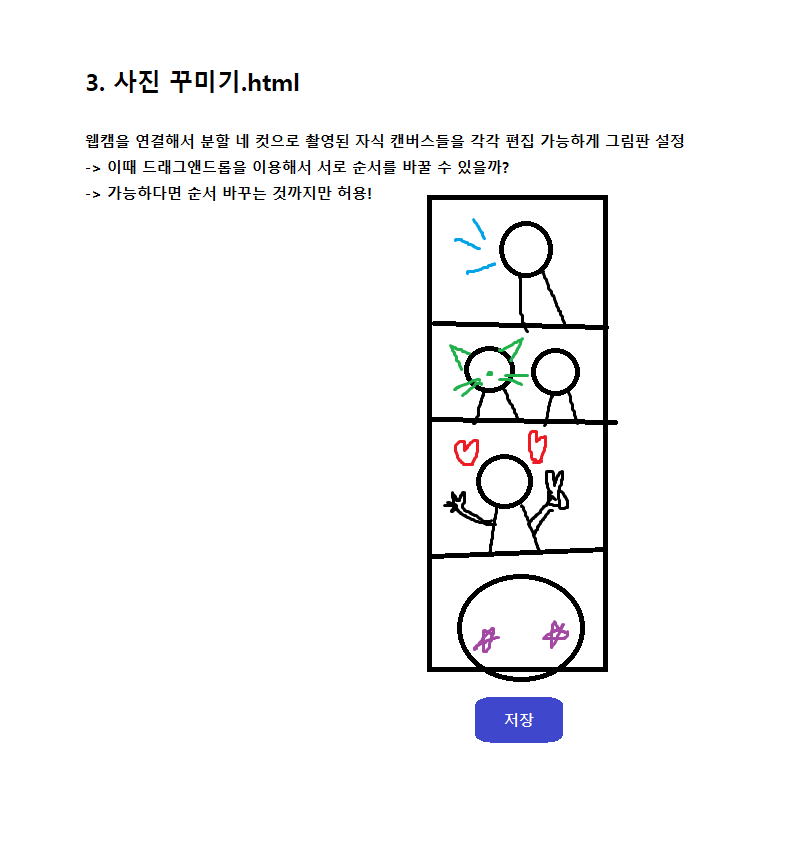 3. 사진 꾸미기.html
웹캠을 연결해서 분할 네 컷으로 촬영된 자식 캔버스들을 각각 편집 가능하게 그림판 설정
-> 이때 드래그앤드롭을 이용해서 서로 순서를 바꿀 수 있을까?
-> 가능하다면 순서 바꾸는 것까지만 허용!
저장